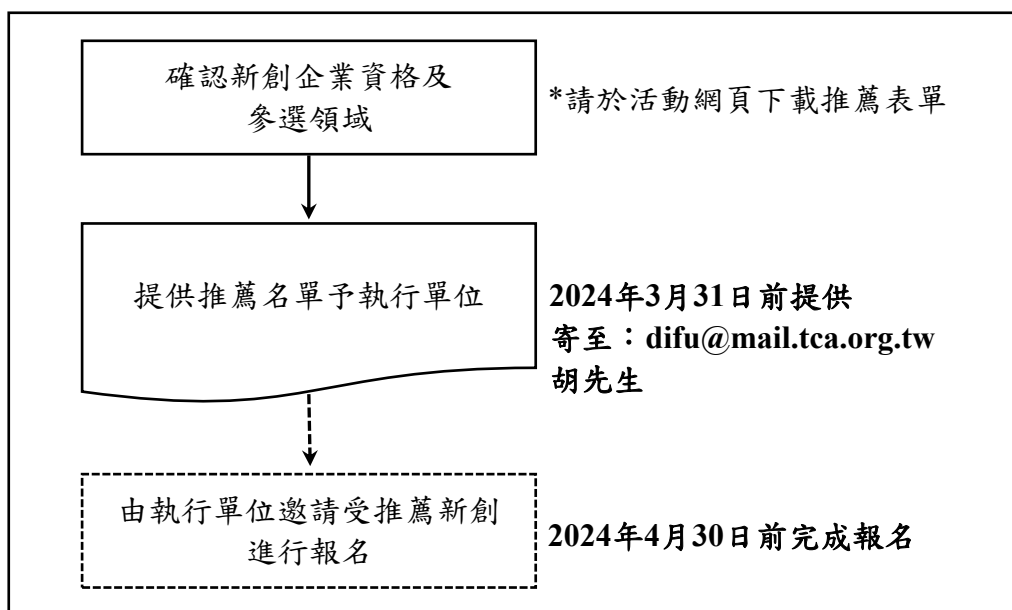 確認新創企業資格及
參選領域
*請於活動網頁下載推薦表單
提供推薦名單予執行單位
2024年3月31日前提供
寄至：difu@mail.tca.org.tw
胡先生
由執行單位邀請受推薦新創
進行報名
2024年4月30日前完成報名